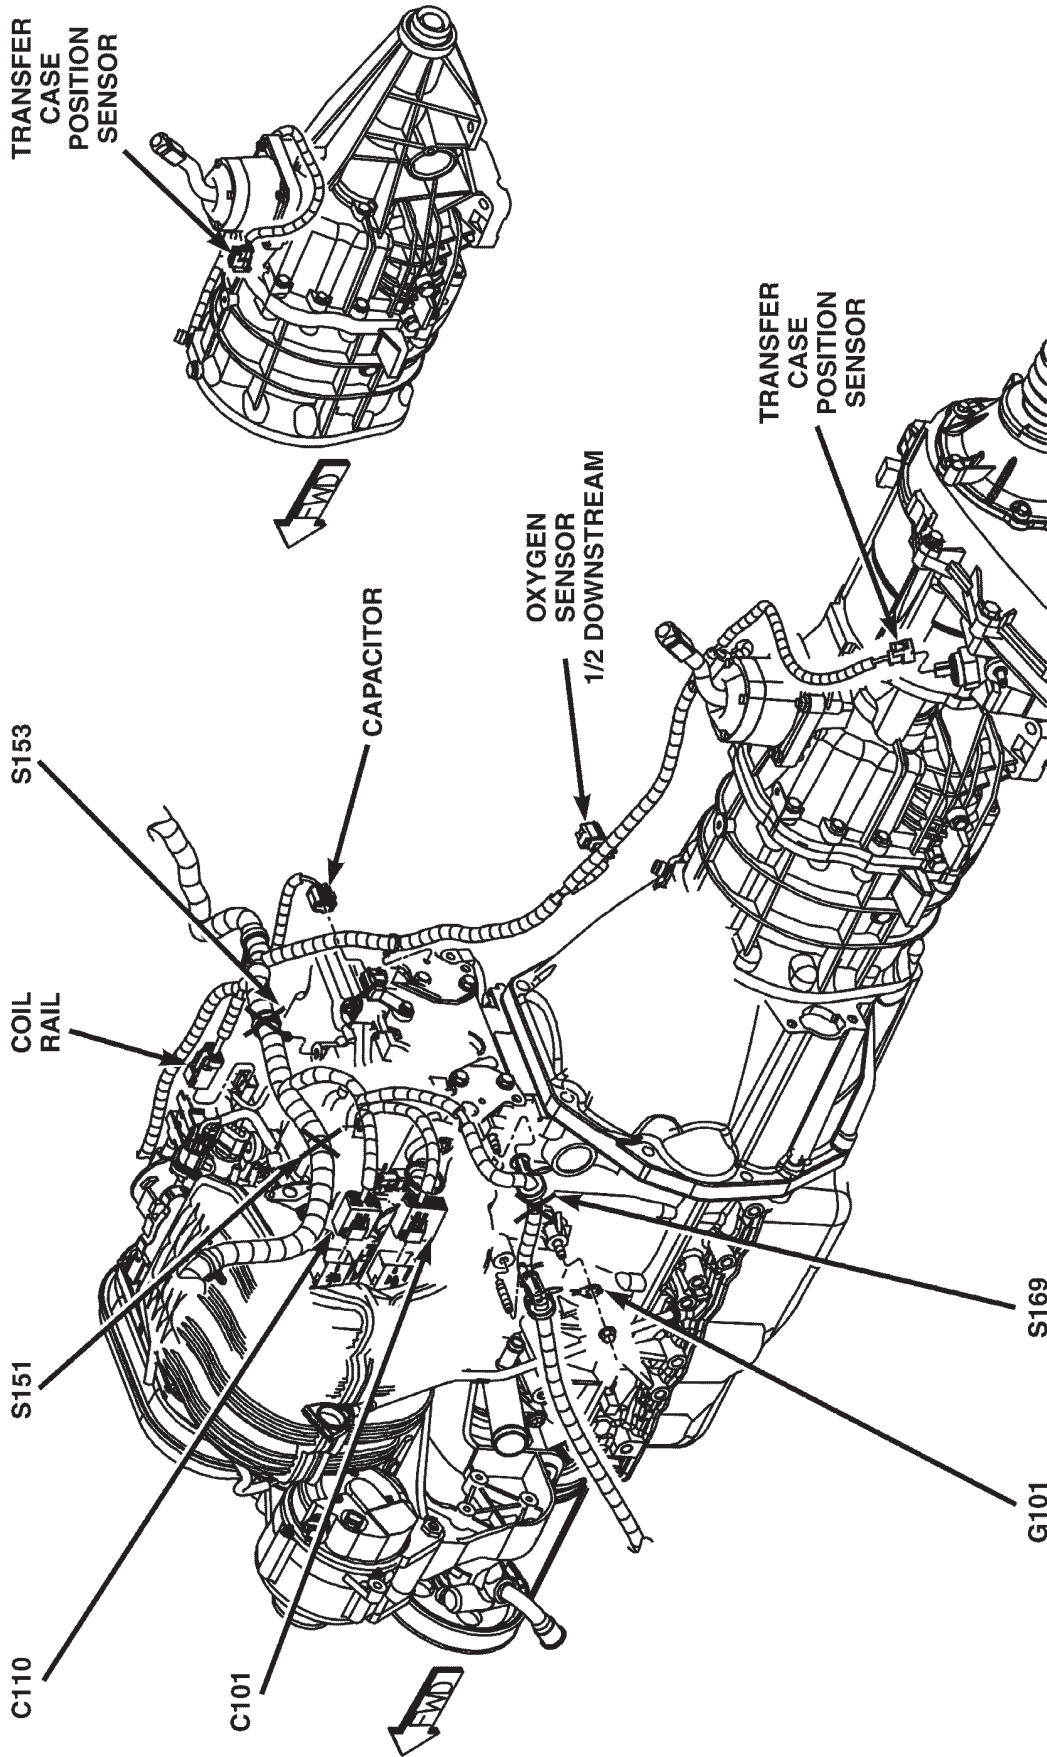 C110
S151
COIL
RAIL
S153
TRANSFER
CASE
POSITION
SENSOR
C101
CAPACITOR
FWD
FWD
OXYGEN
SENSOR
1/2 DOWNSTREAM
TRANSFER
CASE
POSITION
SENSOR
G101
S169